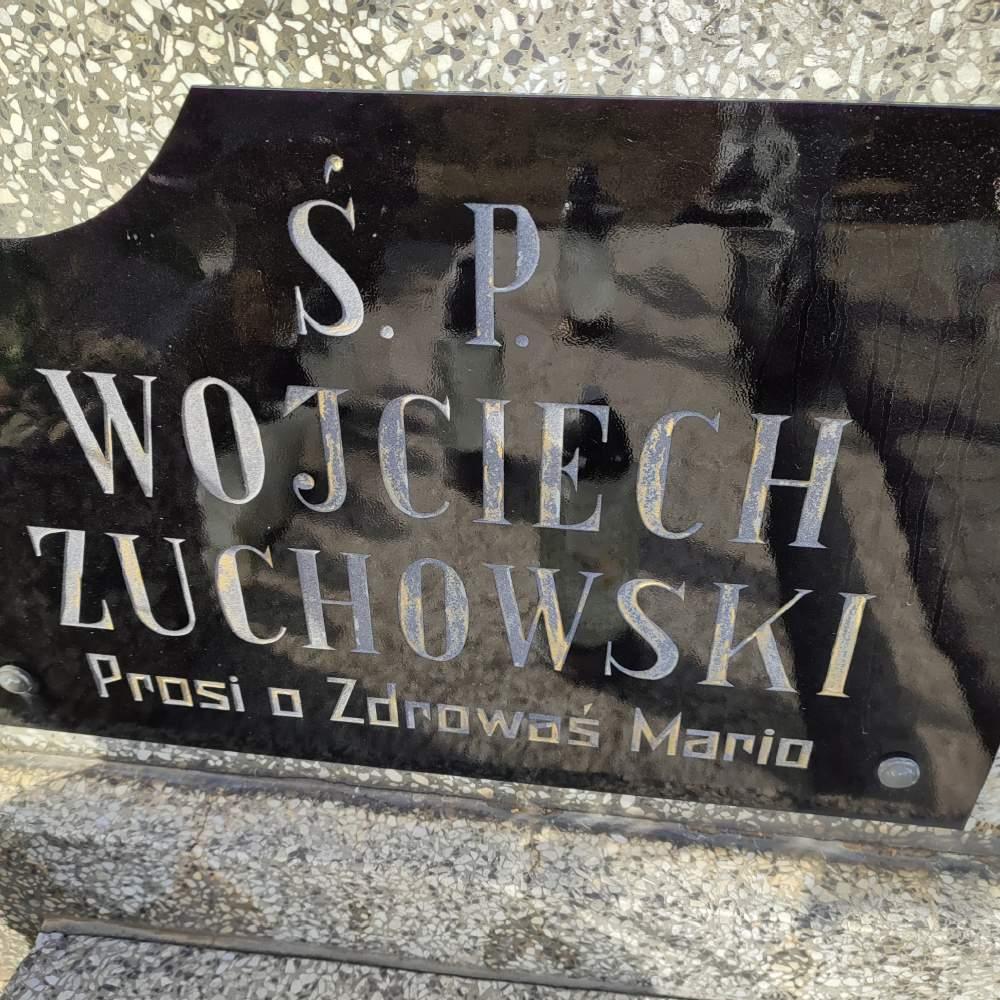 Ś. P.
WOJCIECH
ZUCHOWSKI
Prosi o Zdrowaś Mario